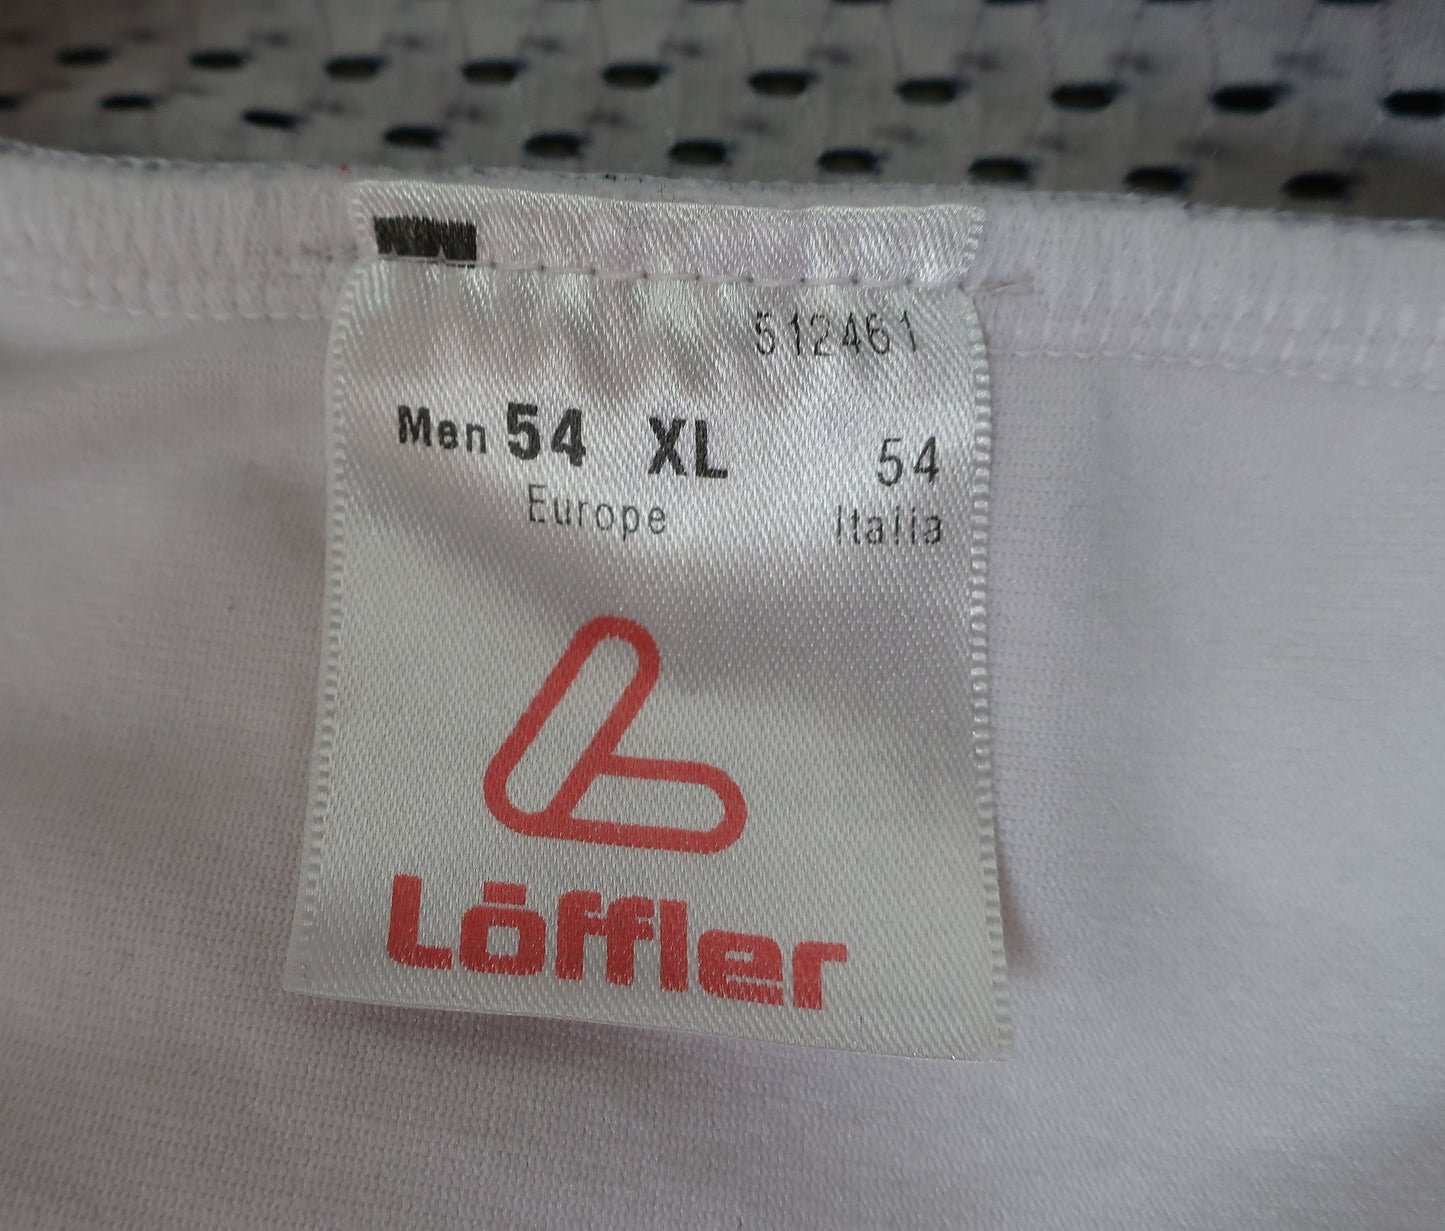 512461
Men 54 XL 54
Europe Italia
Löffler